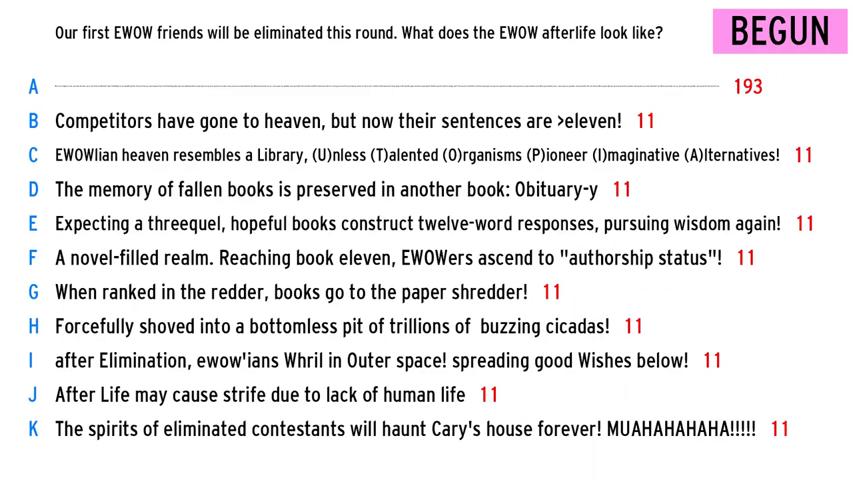 Our first EWOW friends will be eliminated this round. What does the EWOW afterlife look like?
BEGUN
A 193
B Competitors have gone to heaven, but now their sentences are >eleven! 11
C EWOWlian heaven resembles a Library, (U)nless (T)alented (O)rganisms (P)ioneer (I)maginative (A)lternatives! 11
D The memory of fallen books is preserved in another book: Obituary-y 11
E Expecting a threequel, hopeful books construct twelve-word responses, pursuing wisdom again! 11
F A novel-filled realm. Reaching book eleven, EWOWers ascend to "authorship status"! 11
G When ranked in the redder, books go to the paper shredder! 11
H Forcefully shoved into a bottomless pit of trillions of buzzing cicadas! 11
I after Elimination, ewow'ians Whril in Outer space! spreading good Wishes below! 11
J After Life may cause strife due to lack of human life 11
K The spirits of eliminated contestants will haunt Cary's house forever! MUAHAHAHAHA!!!!! 11